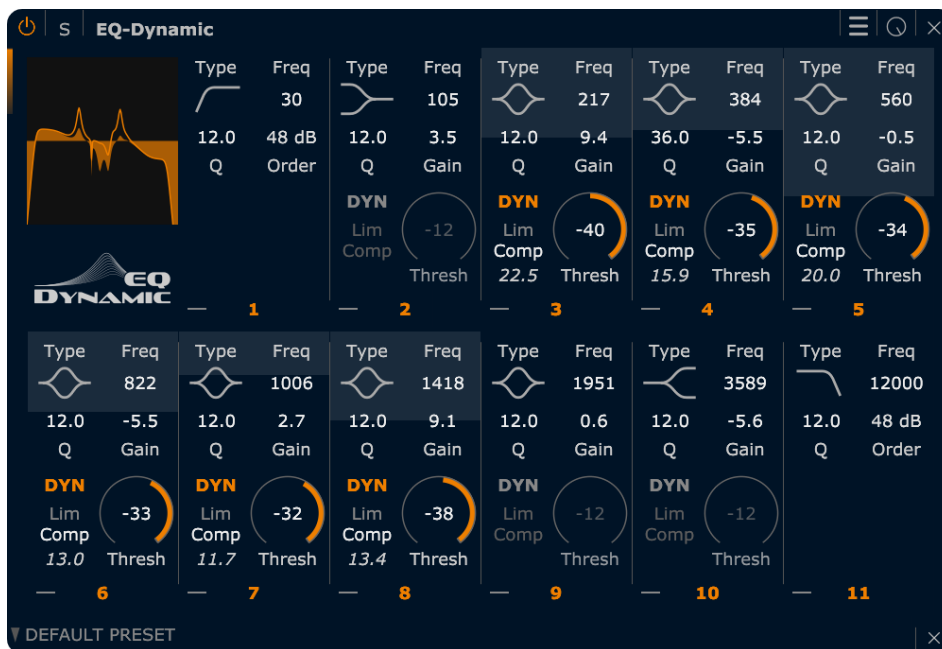 S EQ-Dynamic
Type Freq Type Freq Type Freq Type Freq Type Freq
30 105 217 384 560
12.0 48 dB 12.0 3.5 12.0 9.4 36.0 -5.5 12.0 -0.5
Q Order Q Gain Q Gain Q Gain Q Gain
DYN DYN DYN DYN
Lim -12 Lim -40 Lim -35 Lim -34
Comp Comp Comp Comp
Thresh 22.5 Thresh 15.9 Thresh 20.0 Thresh
EQ
DYNAMIC
1 2 3 4 5
Type Freq Type Freq Type Freq Type Freq Type Freq Type Freq
822 1006 1418 1951 3589 12000
12.0 -5.5 12.0 2.7 12.0 9.1 12.0 0.6 12.0 -5.6 12.0 48 dB
Q Gain Q Gain Q Gain Q Gain Q Gain Q Order
DYN DYN DYN DYN DYN
Lim -33 Lim -32 Lim -38 Lim -12 Lim -12
Comp Comp Comp Comp Comp
13.0 Thresh 11.7 Thresh 13.4 Thresh Thresh Thresh
6 7 8 9 10 11
DEFAULT PRESET